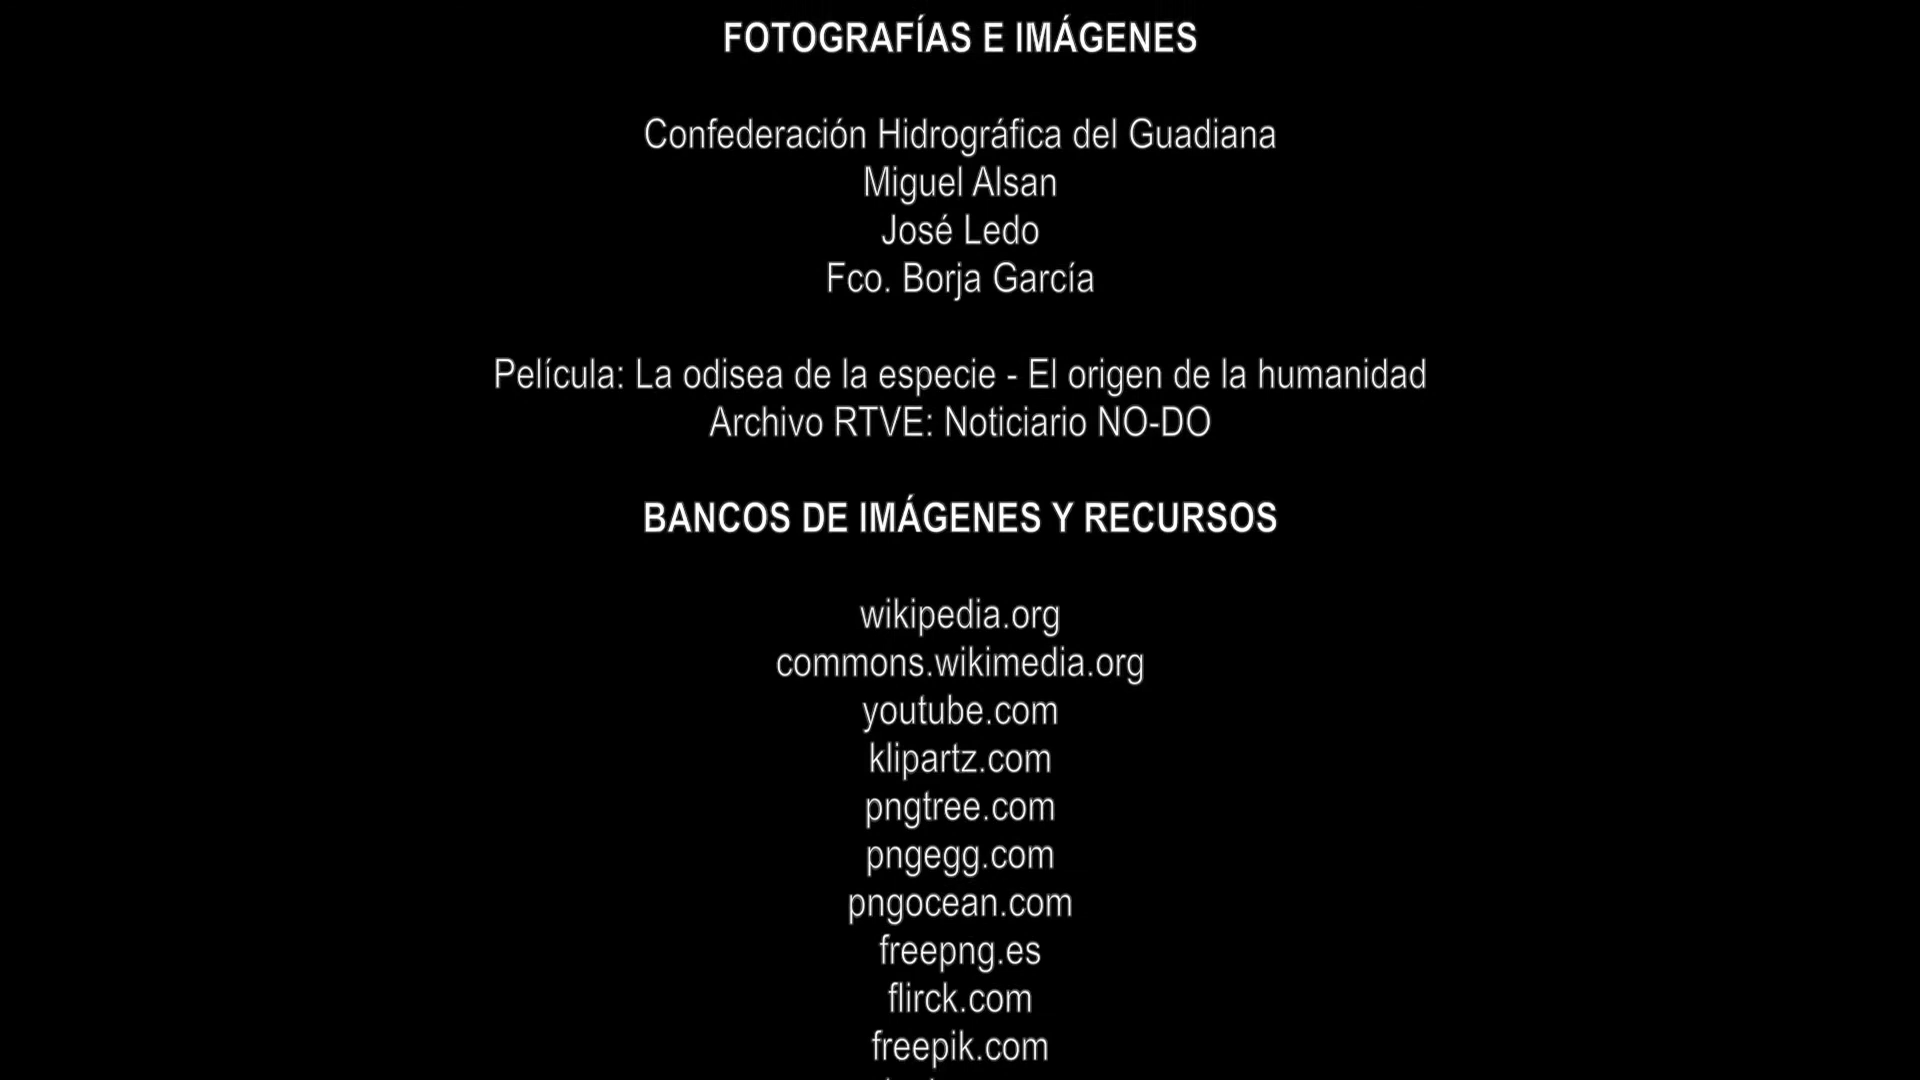 FOTOGRAFÍAS E IMÁGENES
Confederación Hidrográfica del Guadiana
Miguel Alsan
José Ledo
Fco. Borja García
Película: La odisea de la especie - El origen de la humanidad
Archivo RTVE: Noticiario NO-DO
BANCOS DE IMÁGENES Y RECURSOS
wikipedia.org
commons.wikimedia.org
youtube.com
klipartz.com
pngtree.com
pngegg.com
pngocean.com
freepng.es
flirck.com
freepik.com